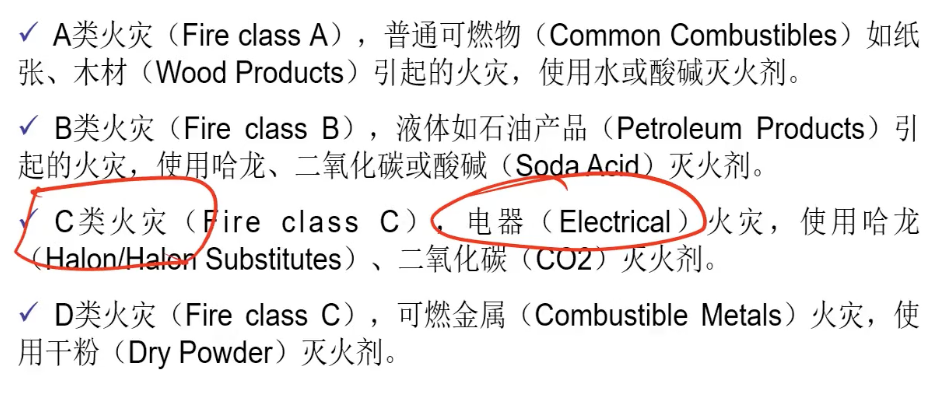 ✓ A类火灾（Fire class A），普通可燃物（Common Combustibles）如纸
张、木材（Wood Products）引起的火灾，使用水或酸碱灭火剂。
✓ B类火灾（Fire class B），液体如石油产品（Petroleum Products）引
起的火灾，使用哈龙、二氧化碳或酸碱（Soda Acid）灭火剂。
✓ C类火灾（Fire class C），电器（Electrical）火灾，使用哈龙
（Halon/Halon Substitutes）、二氧化碳（CO2）灭火剂。
✓ D类火灾（Fire class C），可燃金属（Combustible Metals）火灾，使
用干粉（Dry Powder）灭火剂。